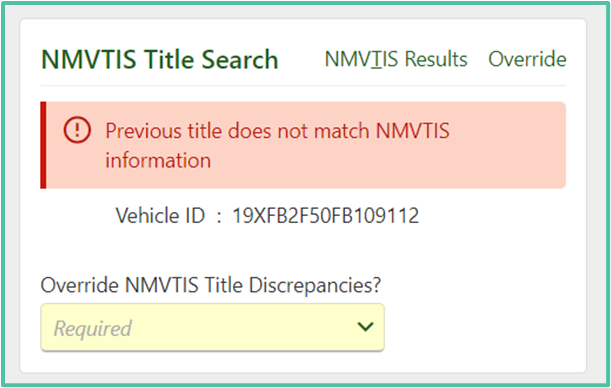 NMVTIS Title Search NMVTIS Results Override
Previous title does not match NMVTIS
information
Vehicle ID : 19XFB2F50FB109112
Override NMVTIS Title Discrepancies?
Required